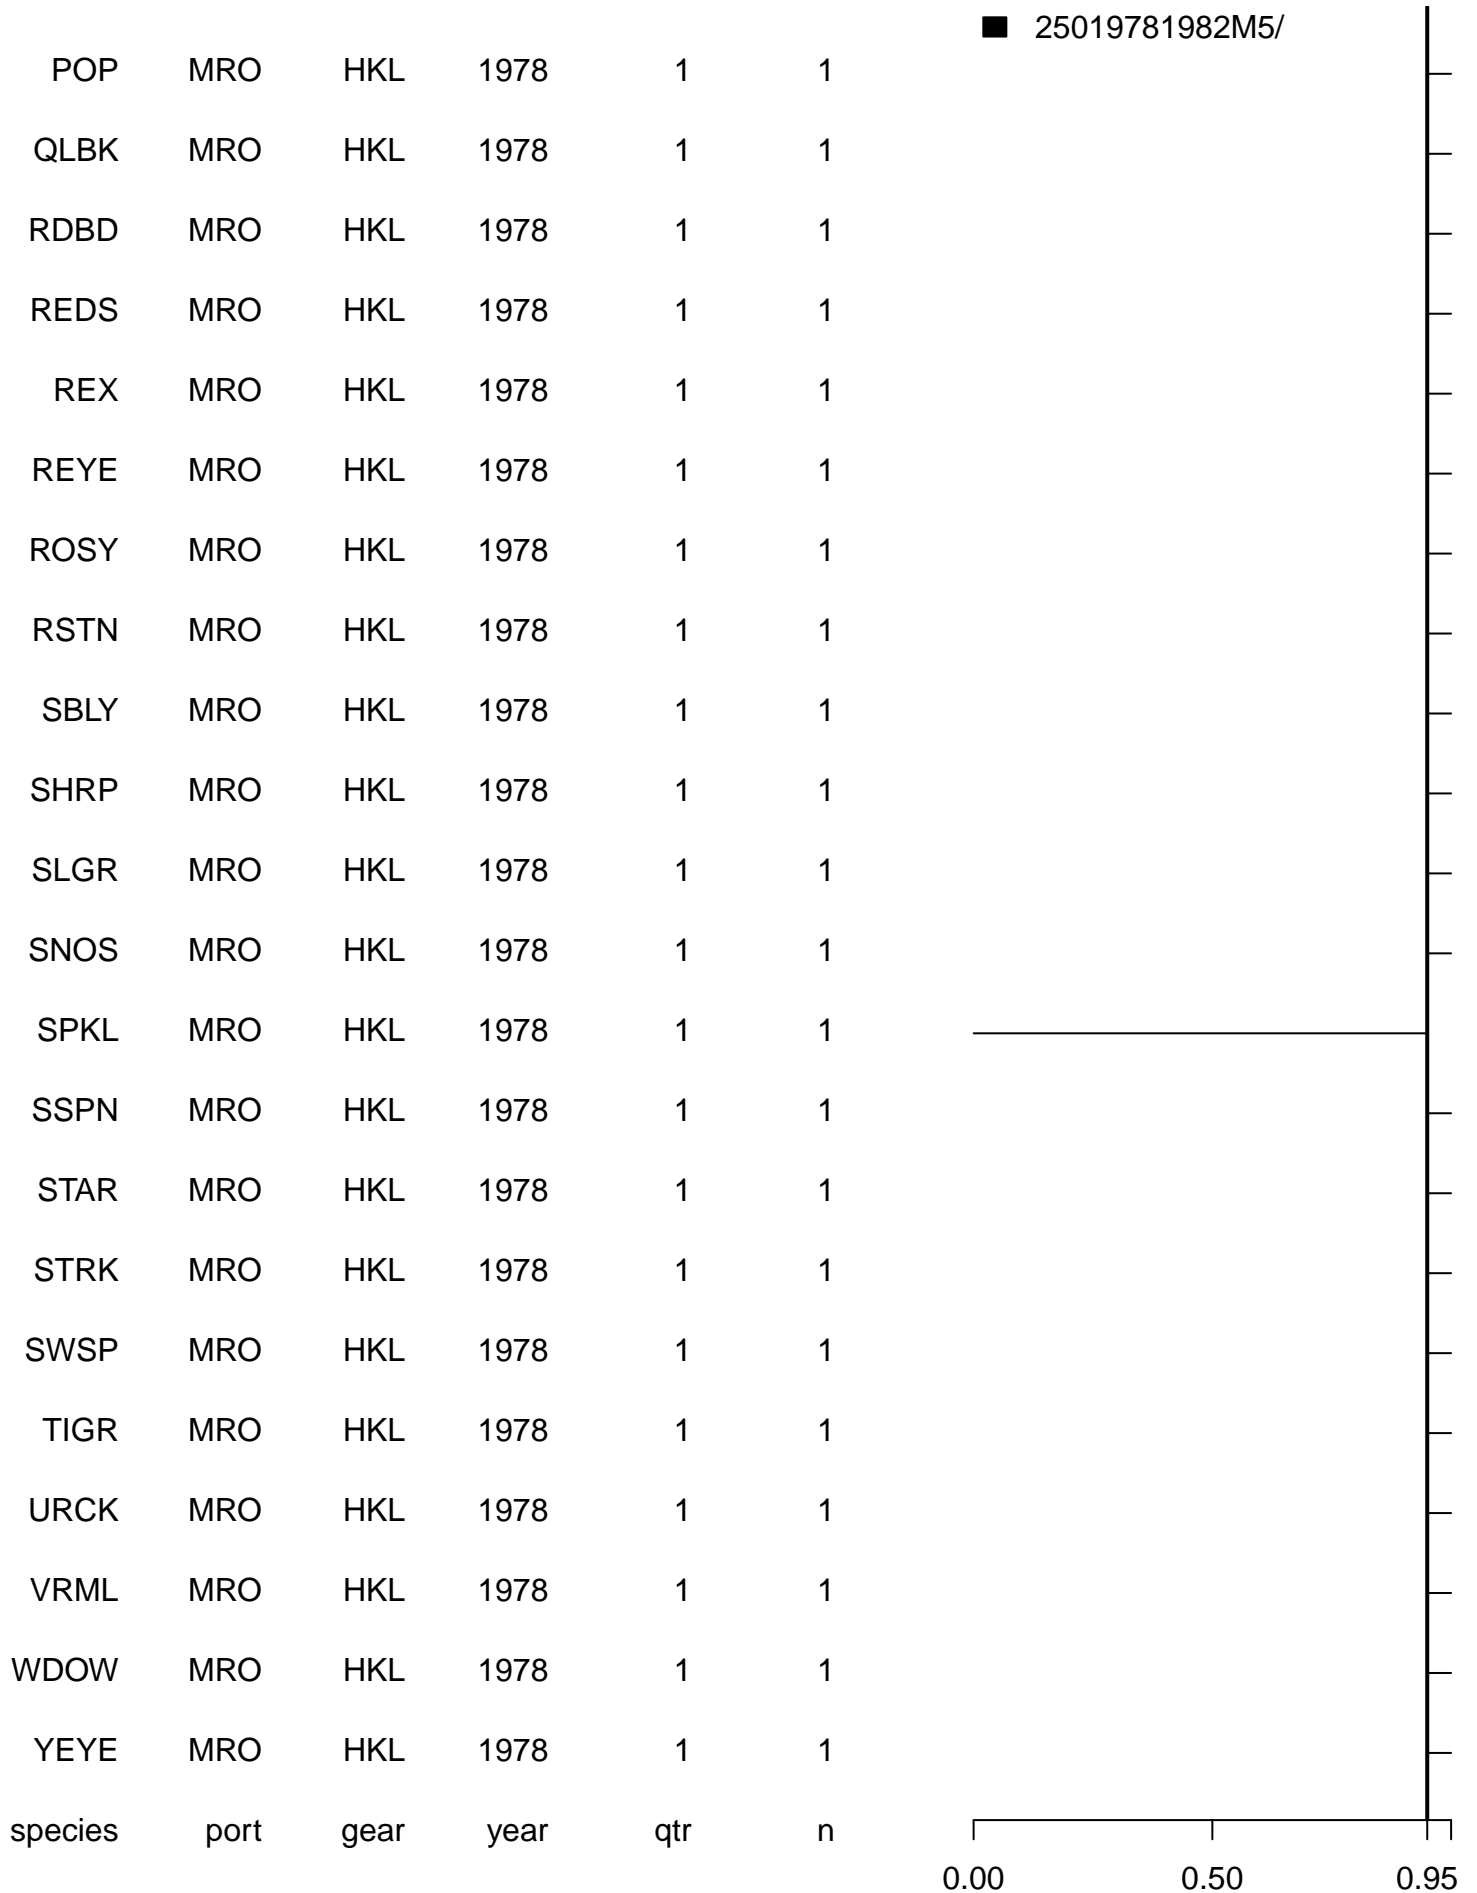 25019781982M5/
POP MRO HKL 1978 1 1
QLBK MRO HKL 1978 1 1
RDBD MRO HKL 1978 1 1
REDS MRO HKL 1978 1 1
REX MRO HKL 1978 1 1
REYE MRO HKL 1978 1 1
ROSY MRO HKL 1978 1 1
RSTN MRO HKL 1978 1 1
SBLY MRO HKL 1978 1 1
SHRP MRO HKL 1978 1 1
SLGR MRO HKL 1978 1 1
SNOS MRO HKL 1978 1 1
SPKL MRO HKL 1978 1 1
SSPN MRO HKL 1978 1 1
STAR MRO HKL 1978 1 1
STRK MRO HKL 1978 1 1
SWSP MRO HKL 1978 1 1
TIGR MRO HKL 1978 1 1
URCK MRO HKL 1978 1 1
VRML MRO HKL 1978 1 1
WDOW MRO HKL 1978 1 1
YEYE MRO HKL 1978 1 1
species port gear year qtr n
0.00 0.50 0.95